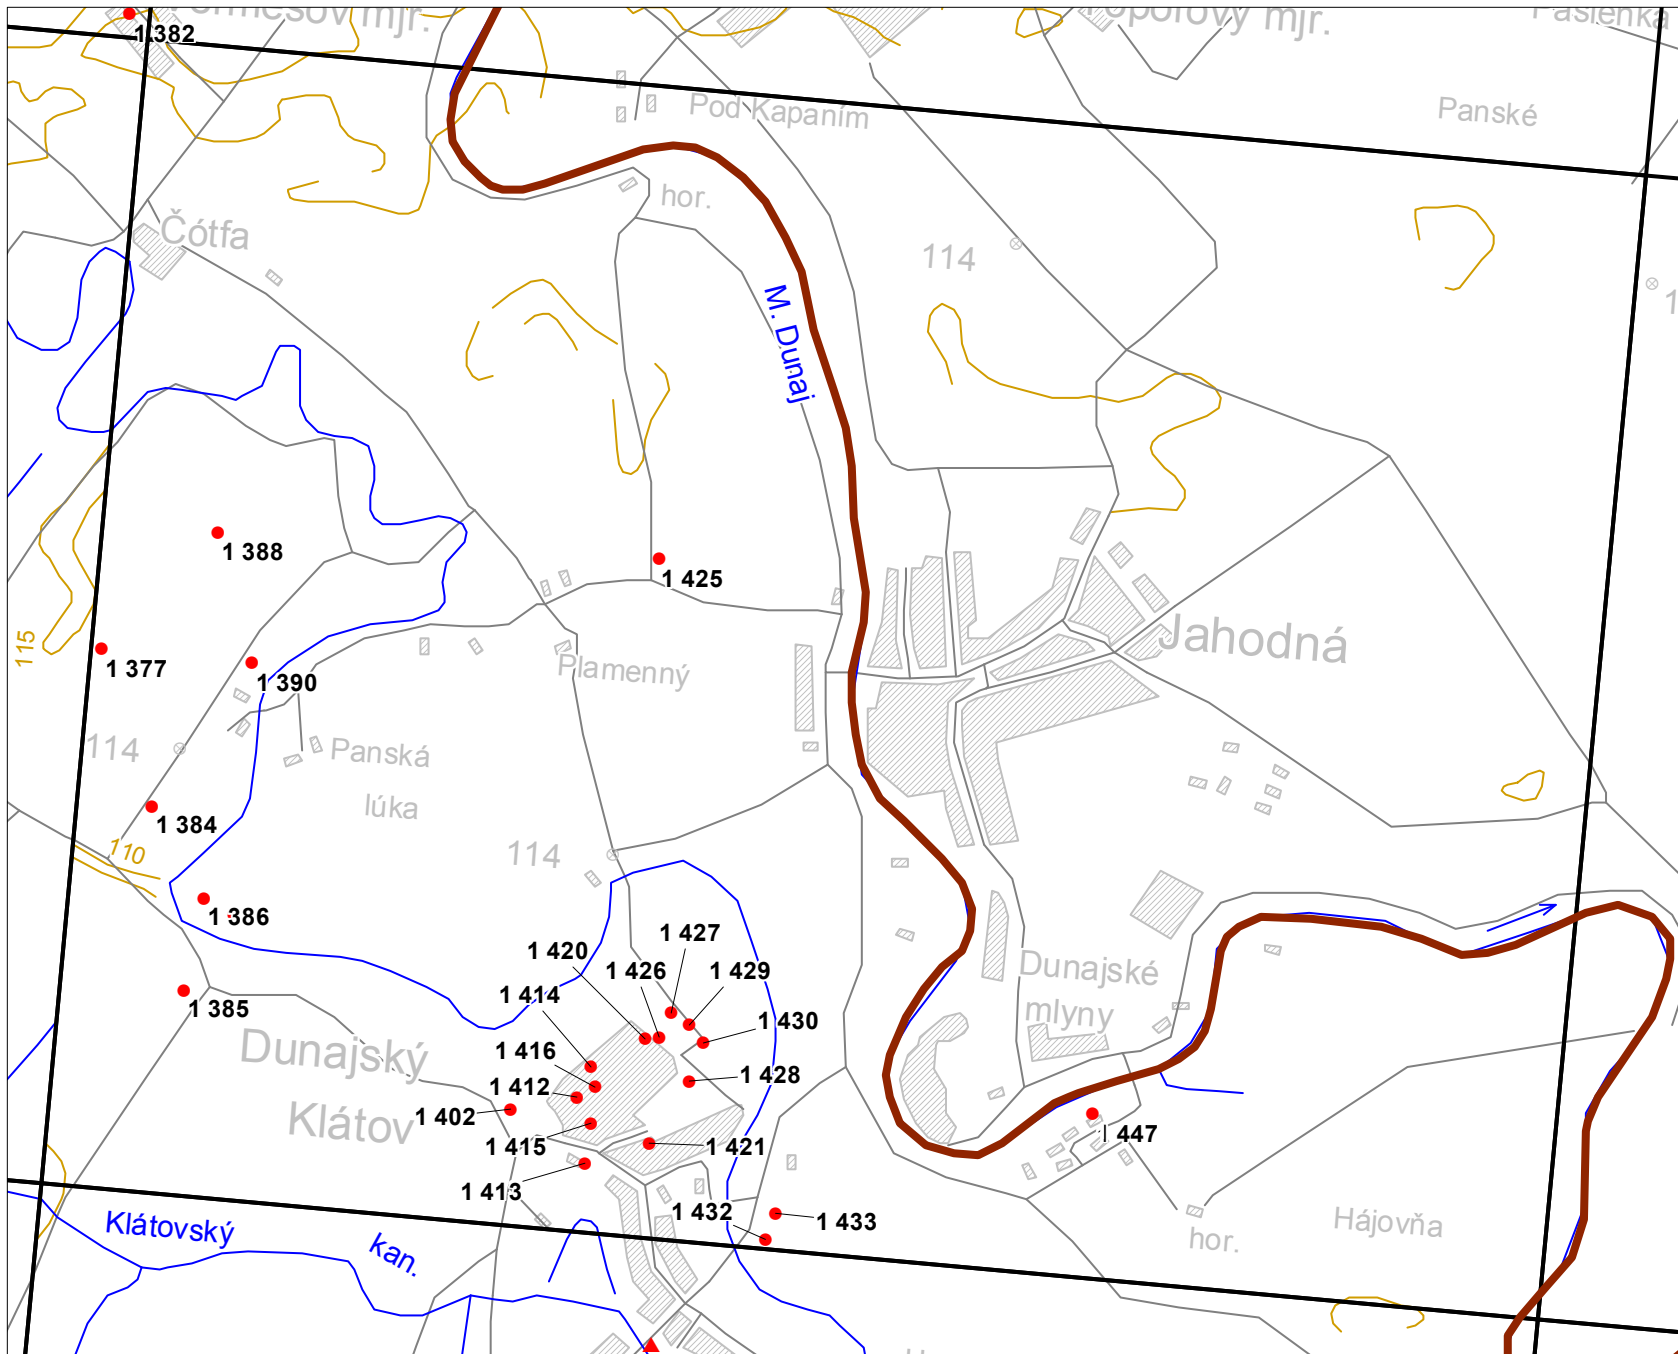 1 382
mjr.
mjr.
Pod Kapaním
Panské
hor.
Čótfa
114
M. Dunaj
1 388
1 425
115
1 377
1 390
Plamenný
Jahodná
114
Panská
lúka
1 384
110
114
1 386
1 427
1 420
1 426
1 429
1 414
Dunajské
mlyny
1 385
1 430
Dunajský
Klátov
1 416
1 412
1 428
1 402
1 415
1 421
447
1 413
1 432
1 433
Klátovský
kan.
Hájovňa
hor.